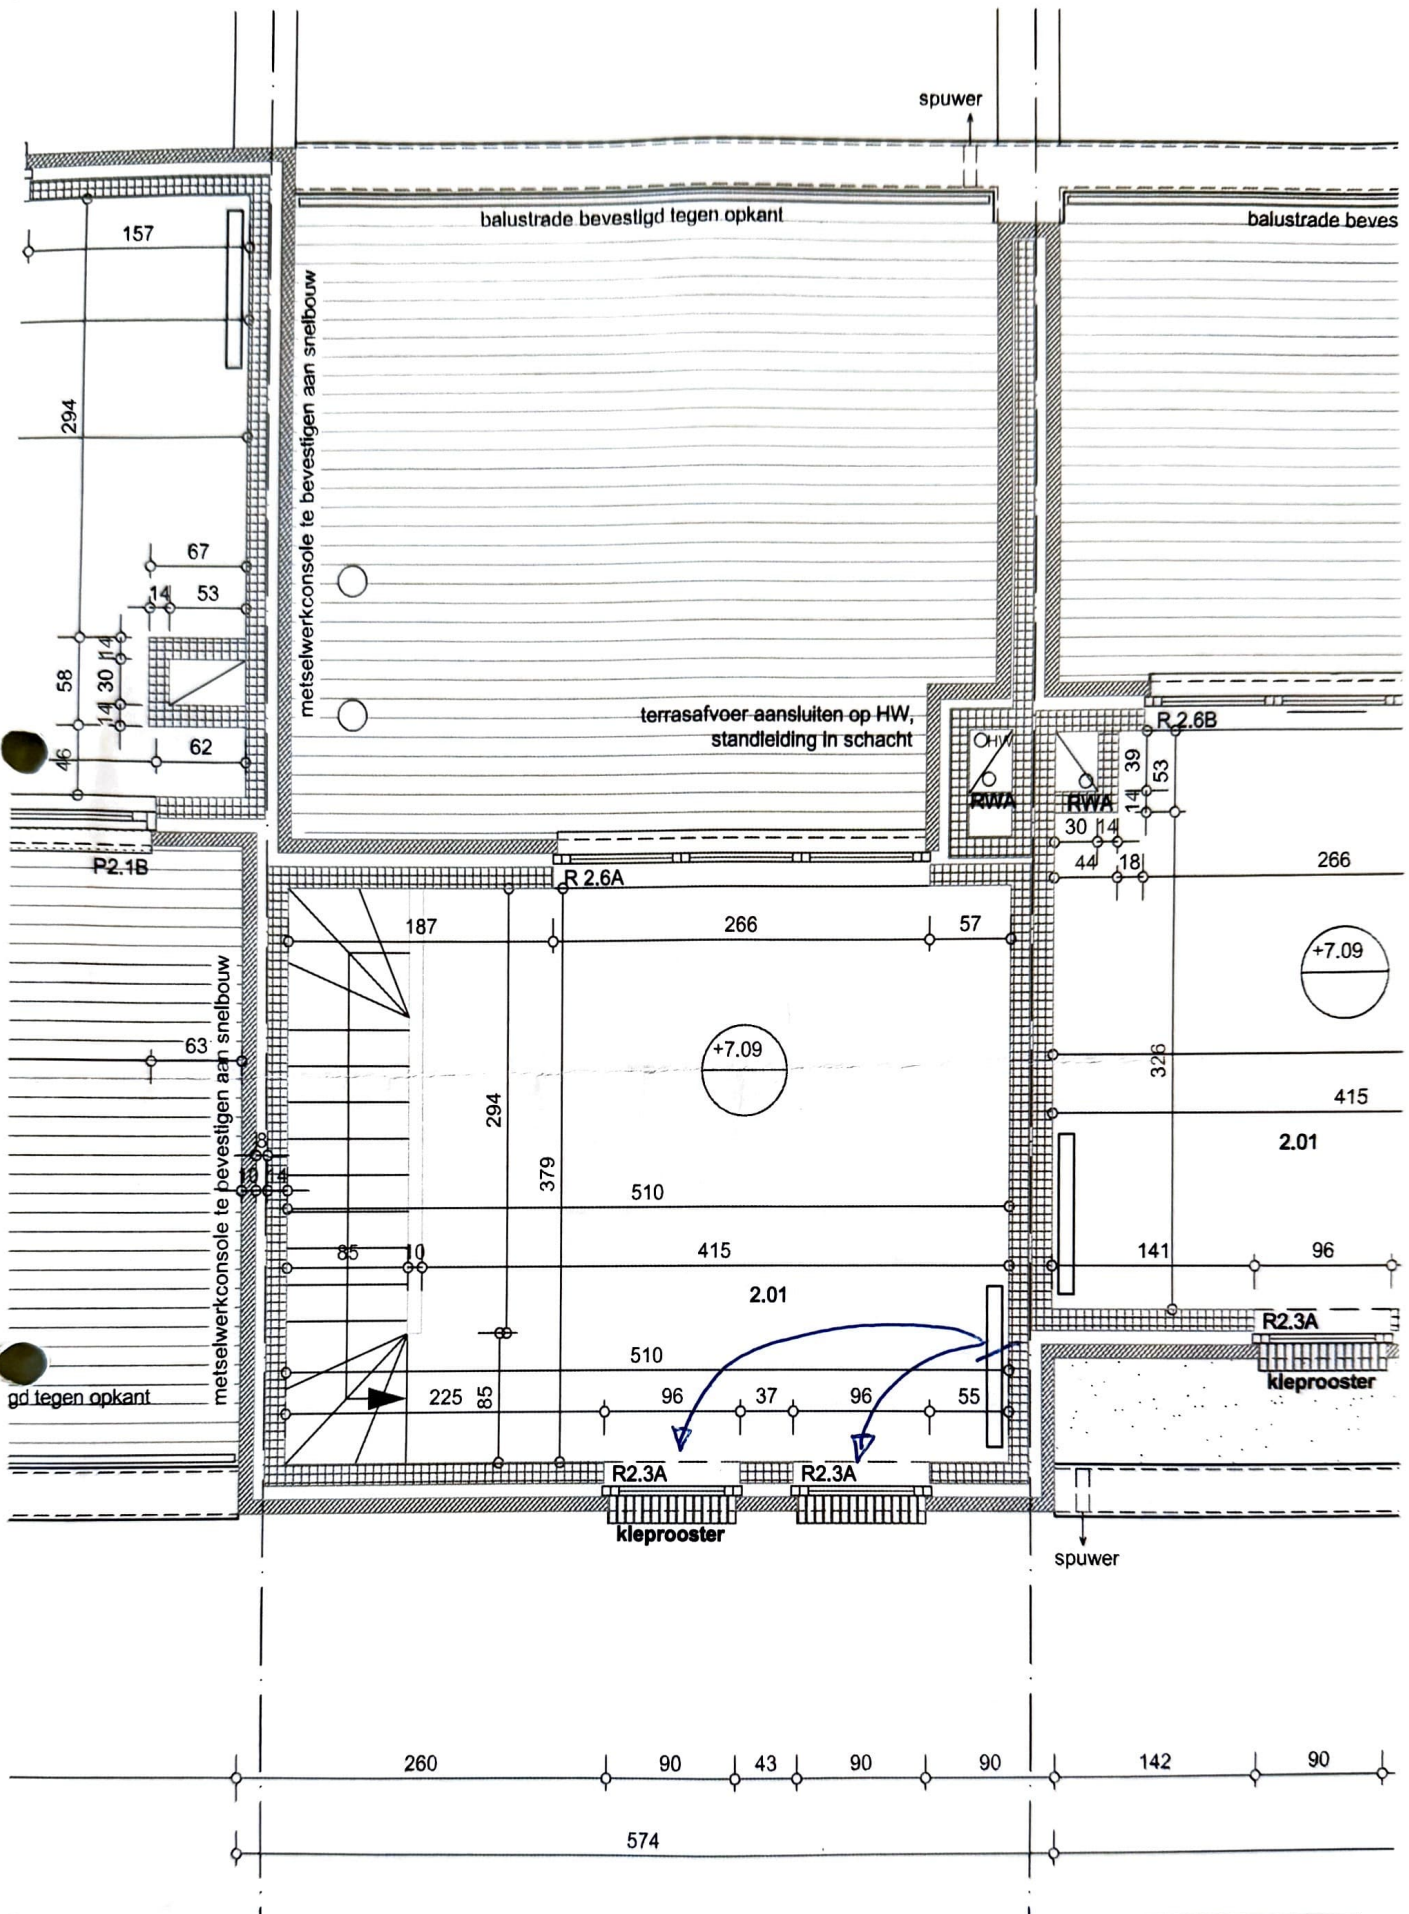 spuwer
balustrade bevestigd tegen opkant
balustrade beves
157
metselwerkconsole te bevestigen aan snelbouw
294
67
14
53
14
58
30
14
46
62
terrasafvoer aansluiten op HW,
standleiding in schacht
HW
RWA
RWA
R 2.6B
39
53
14
30
14
44
18
266
P2.1B
R 2.6A
187
266
57
+7.09
+7.09
metselwerkconsole te bevestigen aan snelbouw
63
294
379
326
415
2.01
8
10
14
510
85
10
415
141
96
2.01
R2.3A
kleprooster
510
gd tegen opkant
225
85
96
37
96
55
R2.3A
R2.3A
kleprooster
spuwer
260
90
43
90
90
142
90
574